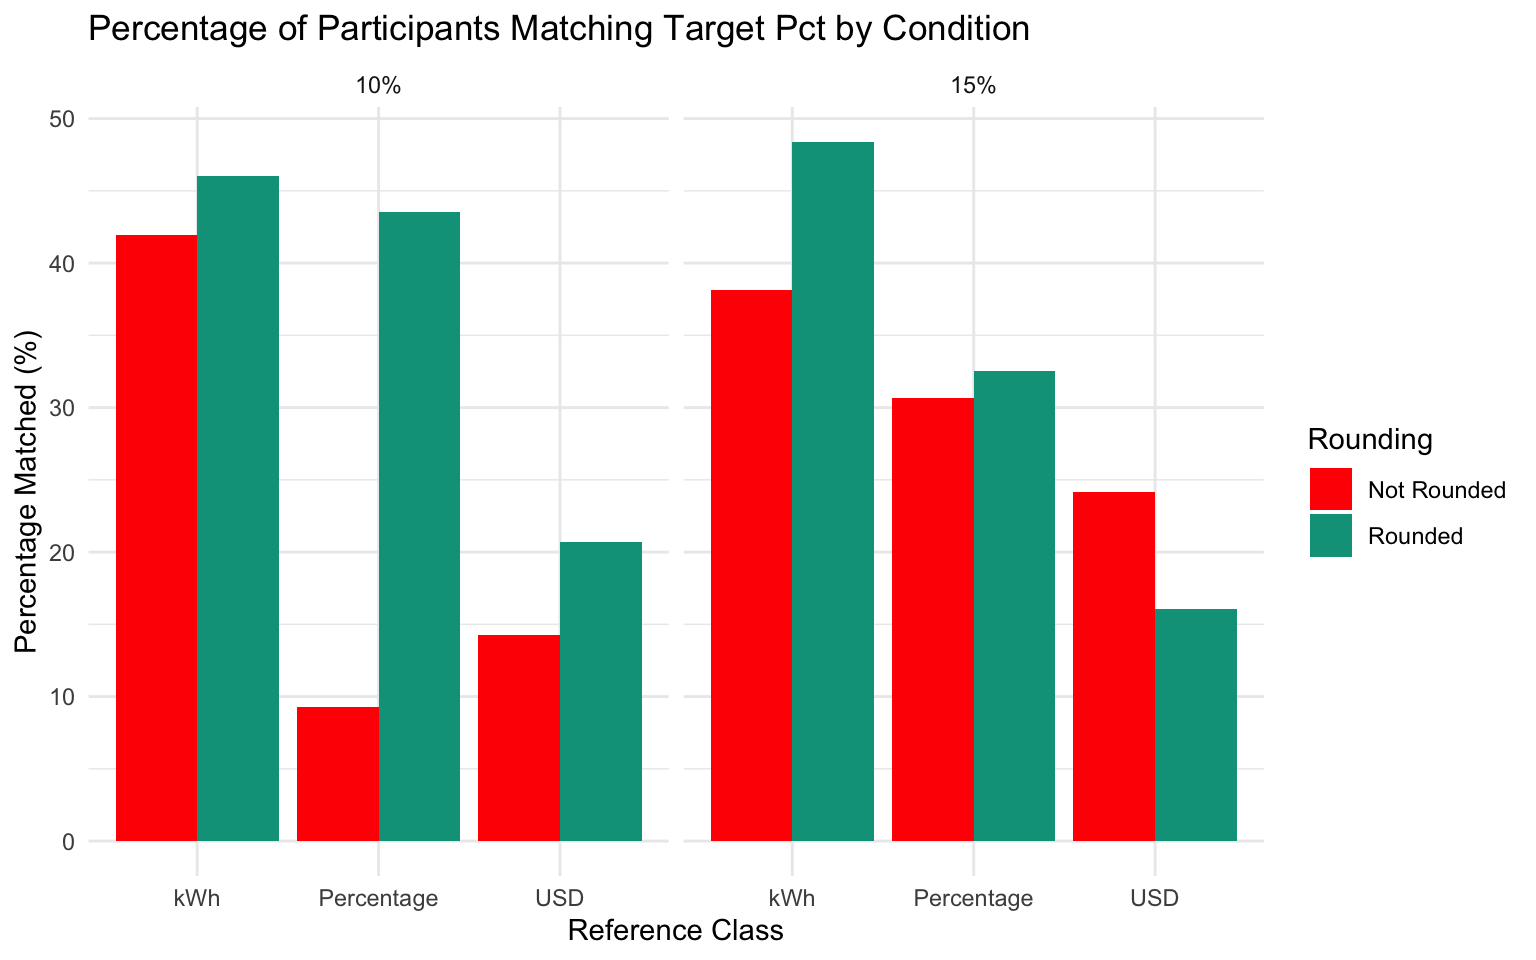 Percentage of Participants Matching Target Pct by Condition
10%
15%
50
40
30
20
10
0
Percentage Matched (%)
kWh Percentage USD
kWh Percentage USD
Reference Class
Rounding
Not Rounded
Rounded